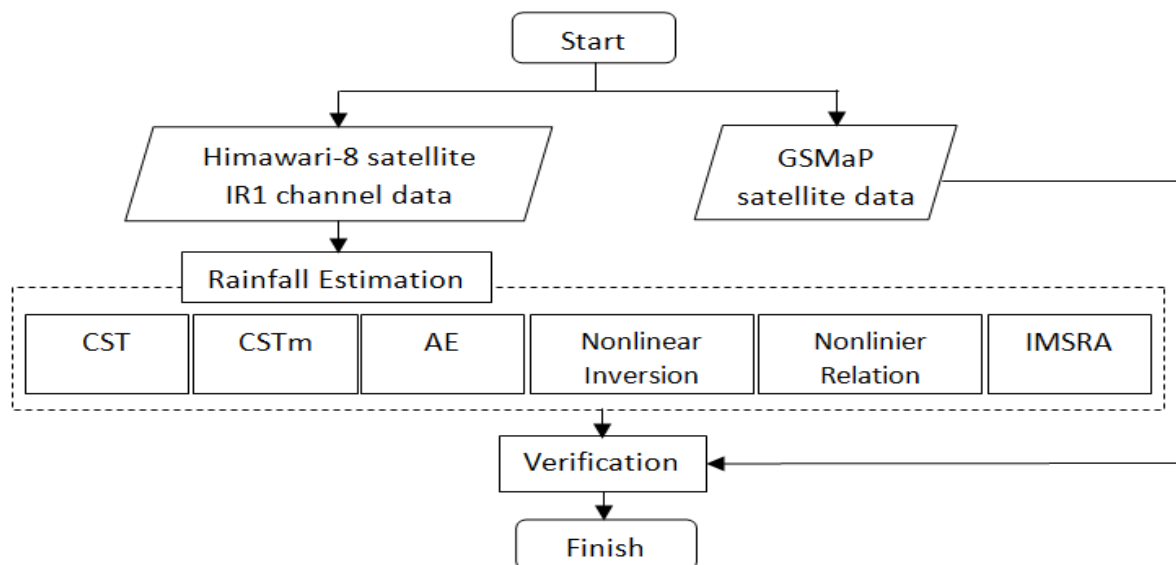 Start
Himawari-8 satellite
IR1 channel data
GSMaP
satellite data
Rainfall Estimation
CST
CSTm
AE
Nonlinear
Inversion
Nonlinier
Relation
IMSRA
Verification
Finish